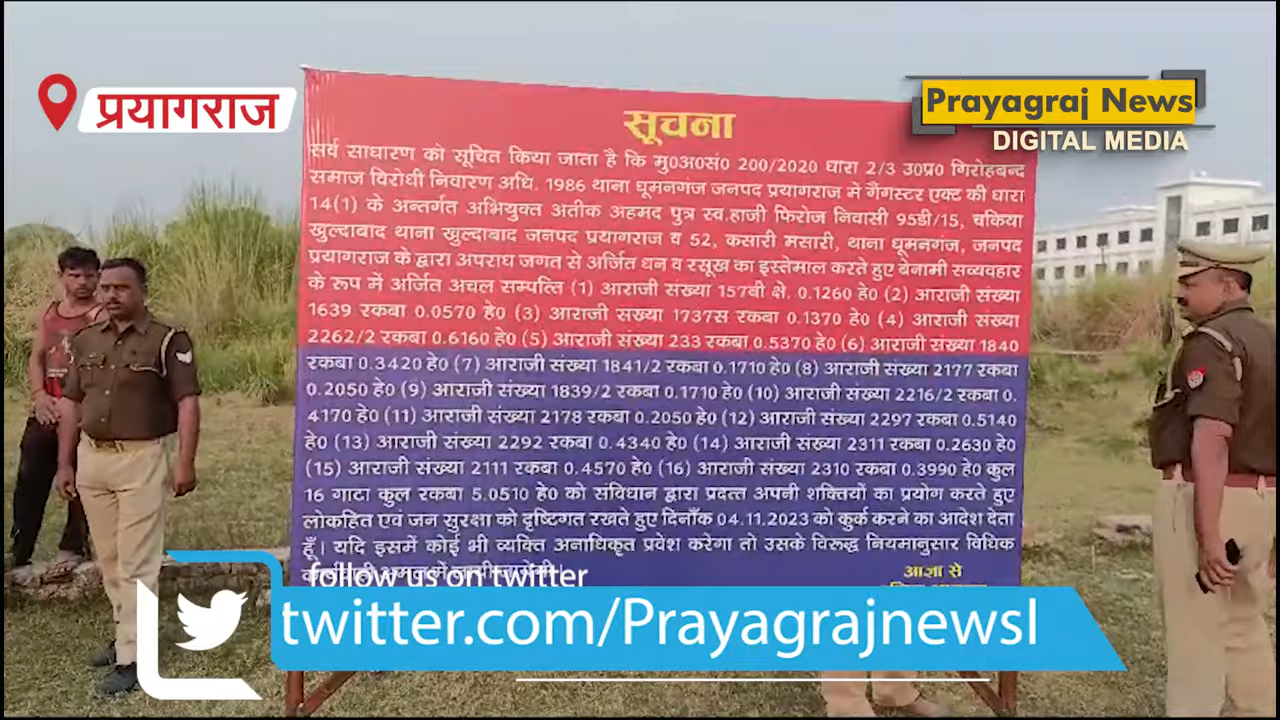 प्रयागराज
Prayagraj News
DIGITAL MEDIA
सूचना
सर्व साधारण को सूचित किया जाता है कि मु0अ0सं0 200/2020 धारा 2/3 उ0प्र0 गिरोहबन्द
समाज विरोधी निवारण अधि. 1986 थाना धूमनगंज जनपद प्रयागराज में गैंगस्टर एक्ट की धारा
14(1) के अन्तर्गत अभियुक्त अतीक अहमद पुत्र स्व.हाजी फिरोज निवासी 95डी/15, चकिया
खुल्दाबाद थाना खुल्दाबाद जनपद प्रयागराज व 52, कसारी मसारी, थाना धूमनगंज, जनपद
प्रयागराज के द्वारा अपराध जगत से अर्जित धन व रसूख का इस्तेमाल करते हुए बेनामी सव्यवहार
के रूप में अर्जित अचल सम्पत्ति (1) आराजी संख्या 157बी क्षे. 0.1260 हे0 (2) आराजी संख्या
1639 रकबा 0.0570 हे0 (3) आराजी संख्या 1737स रकबा 0.1370 हे0 (4) आराजी संख्या
2262/2 रकबा 0.6160 हे0 (5) आराजी संख्या 233 रकबा 0.5370 हे0 (6) आराजी संख्या 1840
रकबा 0.3420 हे0 (7) आराजी संख्या 1841/2 रकबा 0.1710 हे0 (8) आराजी संख्या 2177 रकबा
0.2050 हे0 (9) आराजी संख्या 1839/2 रकबा 0.1710 हे0 (10) आराजी संख्या 2216/2 रकबा 0.
4170 हे0 (11) आराजी संख्या 2178 रकबा 0.2050 हे0 (12) आराजी संख्या 2297 रकबा 0.5140
हे0 (13) आराजी संख्या 2292 रकबा 0.4340 हे0 (14) आराजी संख्या 2311 रकबा 0.2630 हे0
(15) आराजी संख्या 2111 रकबा 0.4570 हे0 (16) आराजी संख्या 2310 रकबा 0.3990 हे0 कुल
16 गाटा कुल रकबा 5.0510 हे0 को संविधान द्वारा प्रदत्त अपनी शक्तियों का प्रयोग करते हुए
लोकहित एवं जन सुरक्षा को दृष्टिगत रखते हुए दिनाँक 04.11.2023 को कुर्क करने का आदेश देता
हूँ। यदि इसमें कोई भी व्यक्ति अनाधिकृत प्रवेश करेगा तो उसके विरुद्ध नियमानुसार विधिक
आज्ञा से
follow us on twitter
twitter.com/Prayagrajnews1